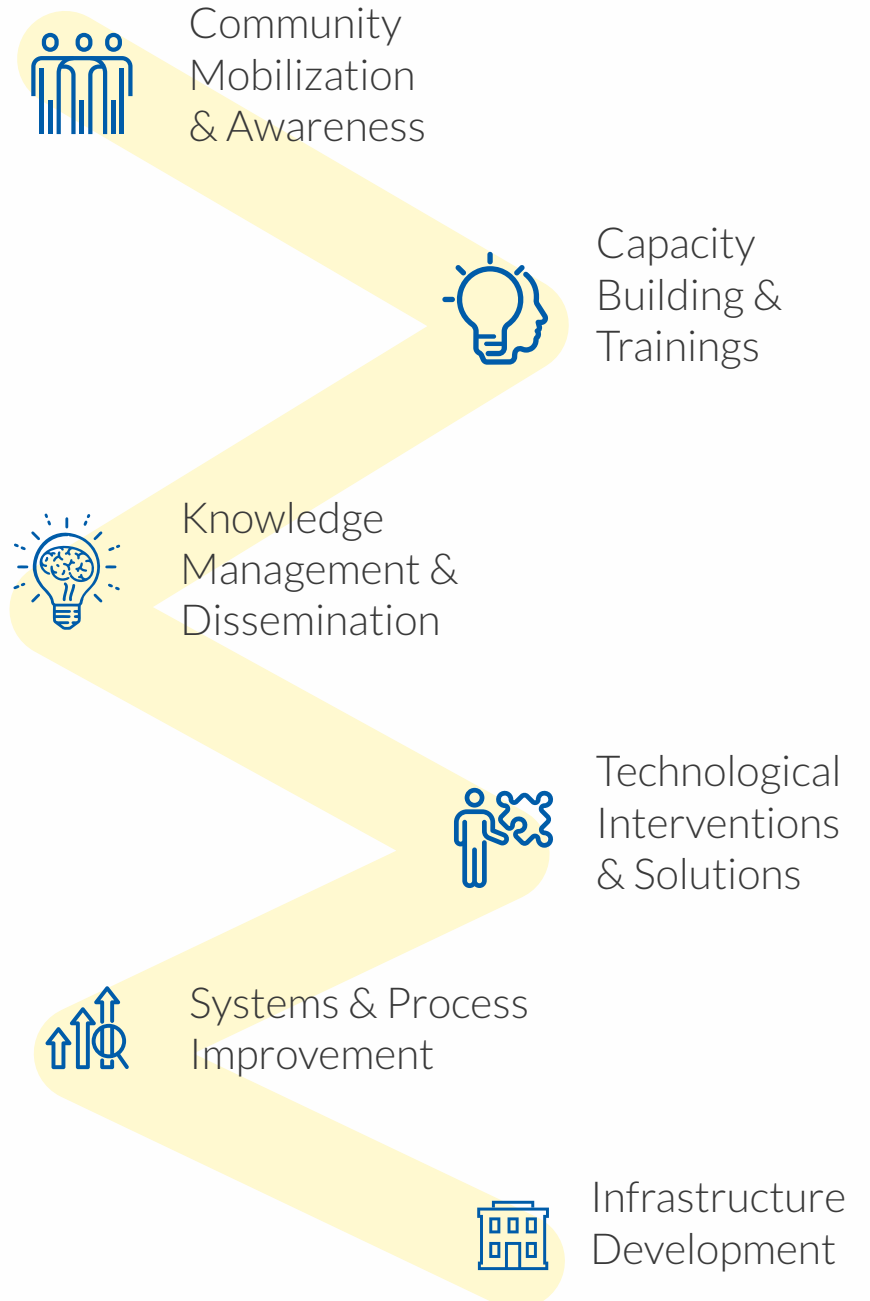 Community
Mobilization
& Awareness
Capacity
Building &
Trainings
Knowledge
Management &
Dissemination
Technological
Interventions
& Solutions
Systems & Process
Improvement
Infrastructure
Development